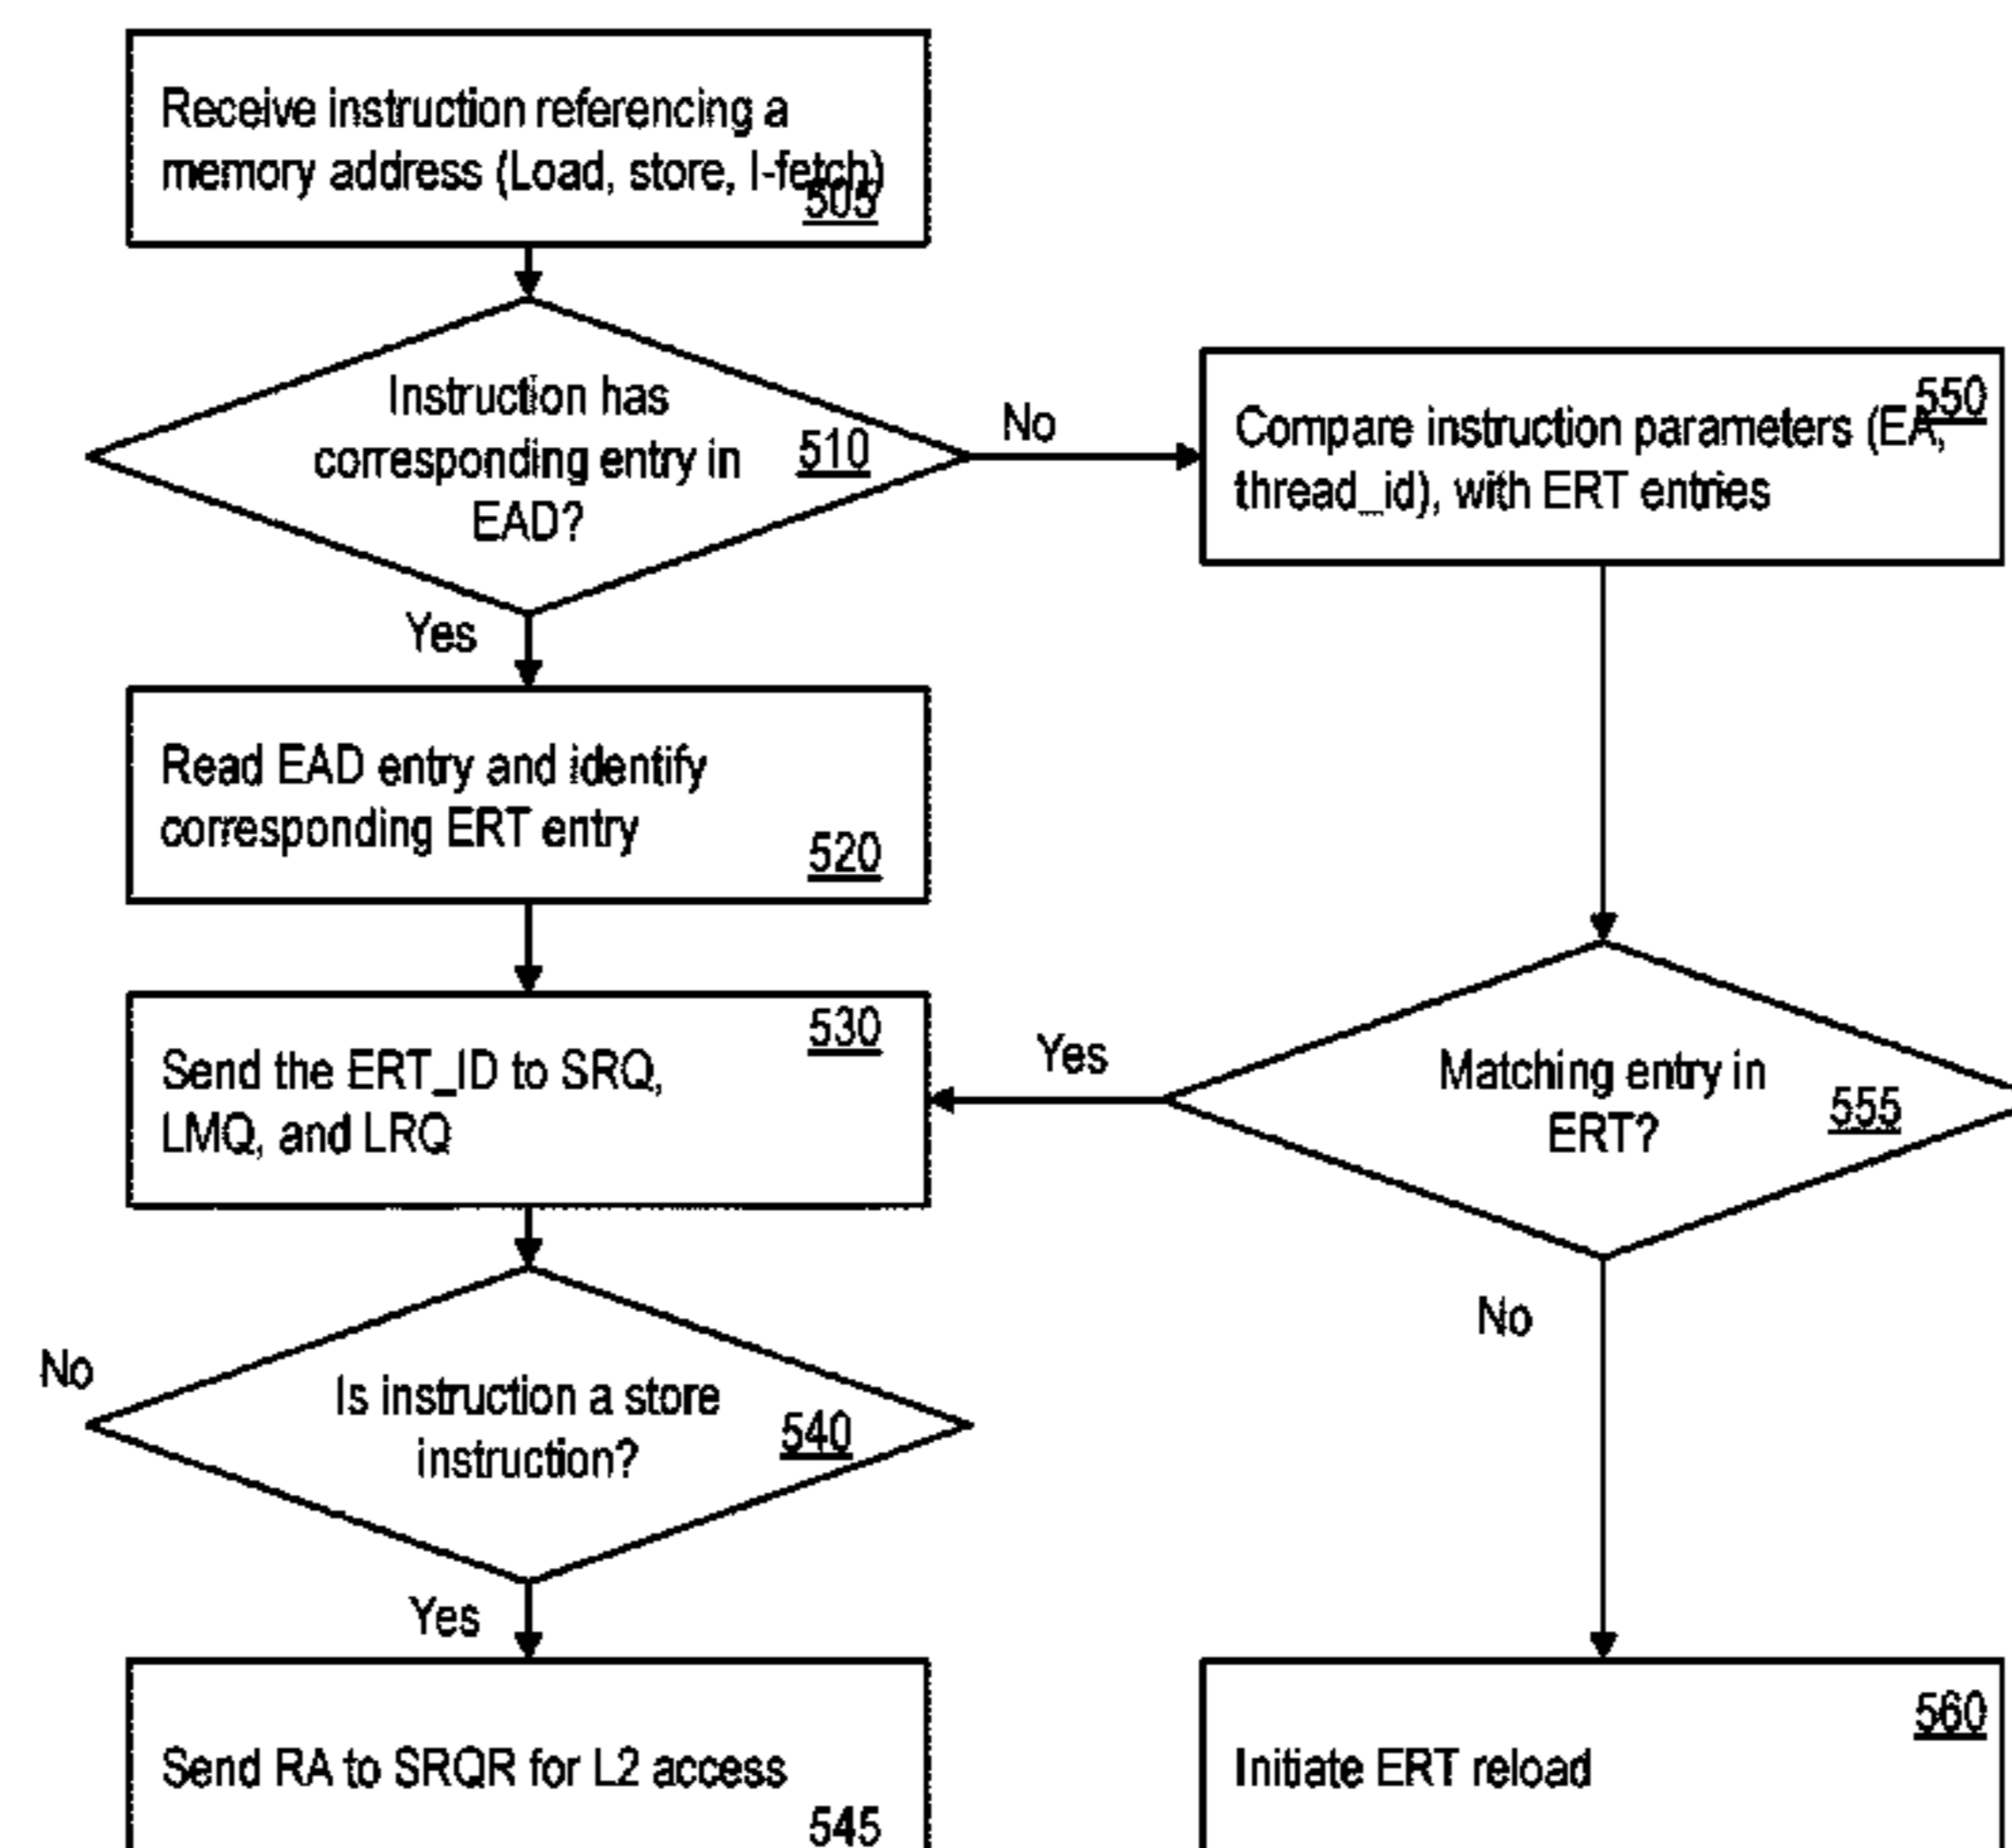 Receive instruction referencing a
memory address (Load, store, I-fetch)
505
Instruction has
corresponding entry in
EAD?
510
No
550
Compare instruction parameters (EA,
thread_id), with ERT entries
Yes
Read EAD entry and identify
corresponding ERT entry
520
530
Send the ERT_ID to SRQ,
LMQ, and LRQ
Yes
Matching entry in
ERT?
555
No
No
Is instruction a store
instruction?
540
Yes
Send RA to SRQR for L2 access
545
560
Initiate ERT reload